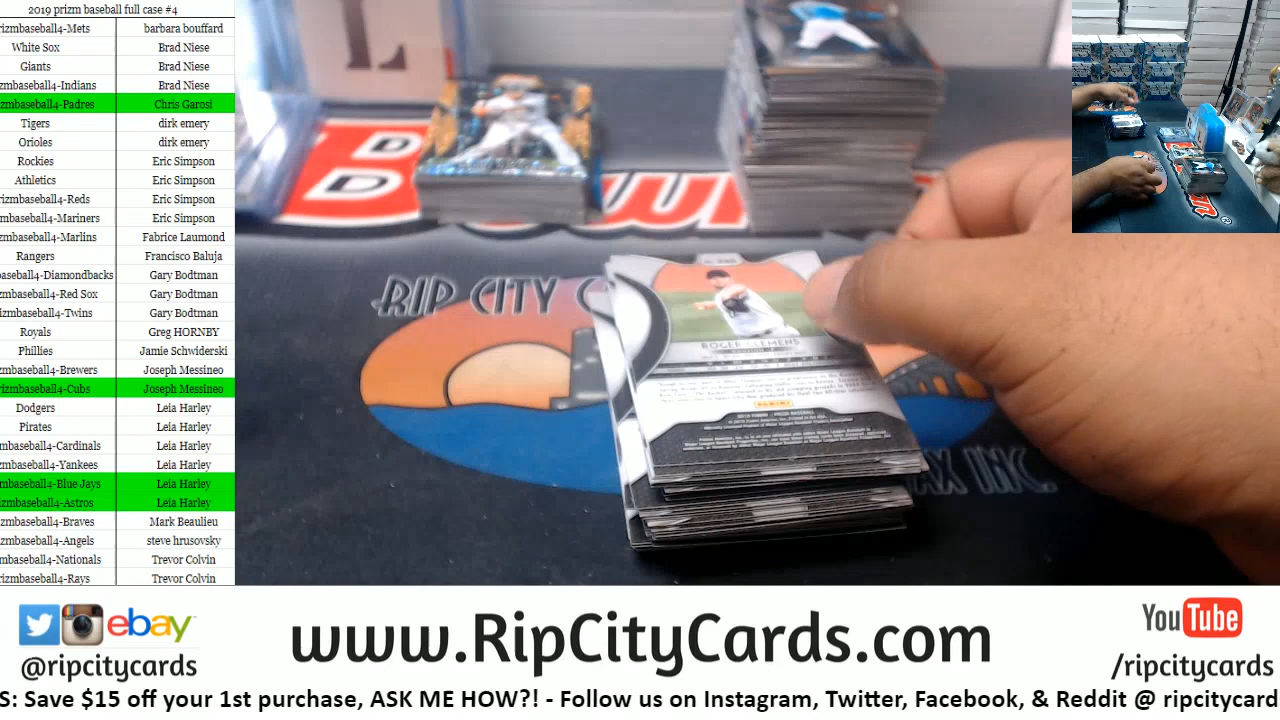 2019 prizm baseball full case #4
rizmbaseball4-Mets barbara bouffard
White Sox Brad Niese
Giants Brad Niese
zmbaseball4-Indians Brad Niese
zmbaseball4-Padres Chris Garosi
Tigers dirk emery
Orioles dirk emery
Rockies Eric Simpson
Athletics Eric Simpson
rizmbaseball4-Reds Eric Simpson
mbaseball4-Mariners Eric Simpson
zmbaseball4-Marlins Fabrice Laumond
Rangers Francisco Baluja
baseball4-Diamondbacks Gary Bodtman
mbaseball4-Red Sox Gary Bodtman
izmbaseball4-Twins Gary Bodtman
Royals Greg HORNBY
Phillies Jamie Schwiderski
mbaseball4-Brewers Joseph Messineo
rizmbaseball4-Cubs Joseph Messineo
Dodgers Leia Harley
Pirates Leia Harley
mbaseball4-Cardinals Leia Harley
zmbaseball4-Yankees Leia Harley
mbaseball4-Blue Jays Leia Harley
zmbaseball4-Astros Leia Harley
zmbaseball4-Braves Mark Beaulieu
zmbaseball4-Angels steve hrusovsky
mbaseball4-Nationals Trevor Colvin
rizmbaseball4-Rays Trevor Colvin
L
D
D
RIP CITY C
ROGER CLEMENS
PANINI
AX INC.
ebay
@ripcitycards
www.RipCityCards.com
YouTube
/ripcitycards
S: Save $15 off your 1st purchase, ASK ME HOW?! - Follow us on Instagram, Twitter, Facebook, & Reddit @ ripcitycard